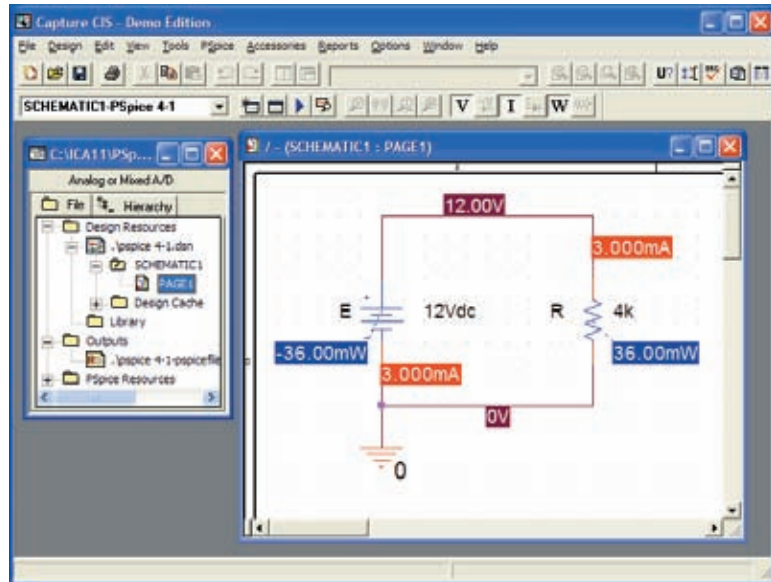 Capture CIS - Demo Edition
File Design Edit View Tools PSpice Accessories Reports Options Window Help
U?
SCHEMATIC1-PSpice 4-1
V I W
C:\ICA11\PSp...
Analog or Mixed A/D
File Hierarchy
Design Resources
.\pspice 4-1.dsn
SCHEMATIC1
PAGE1
Design Cache
Library
Outputs
.\pspice 4-1-pspicefile
PSpice Resources
/ - (SCHEMATIC1 : PAGE1)
12.00V
3.000mA
E 12Vdc R 4k
-36.00mW 36.00mW
3.000mA
0V
0